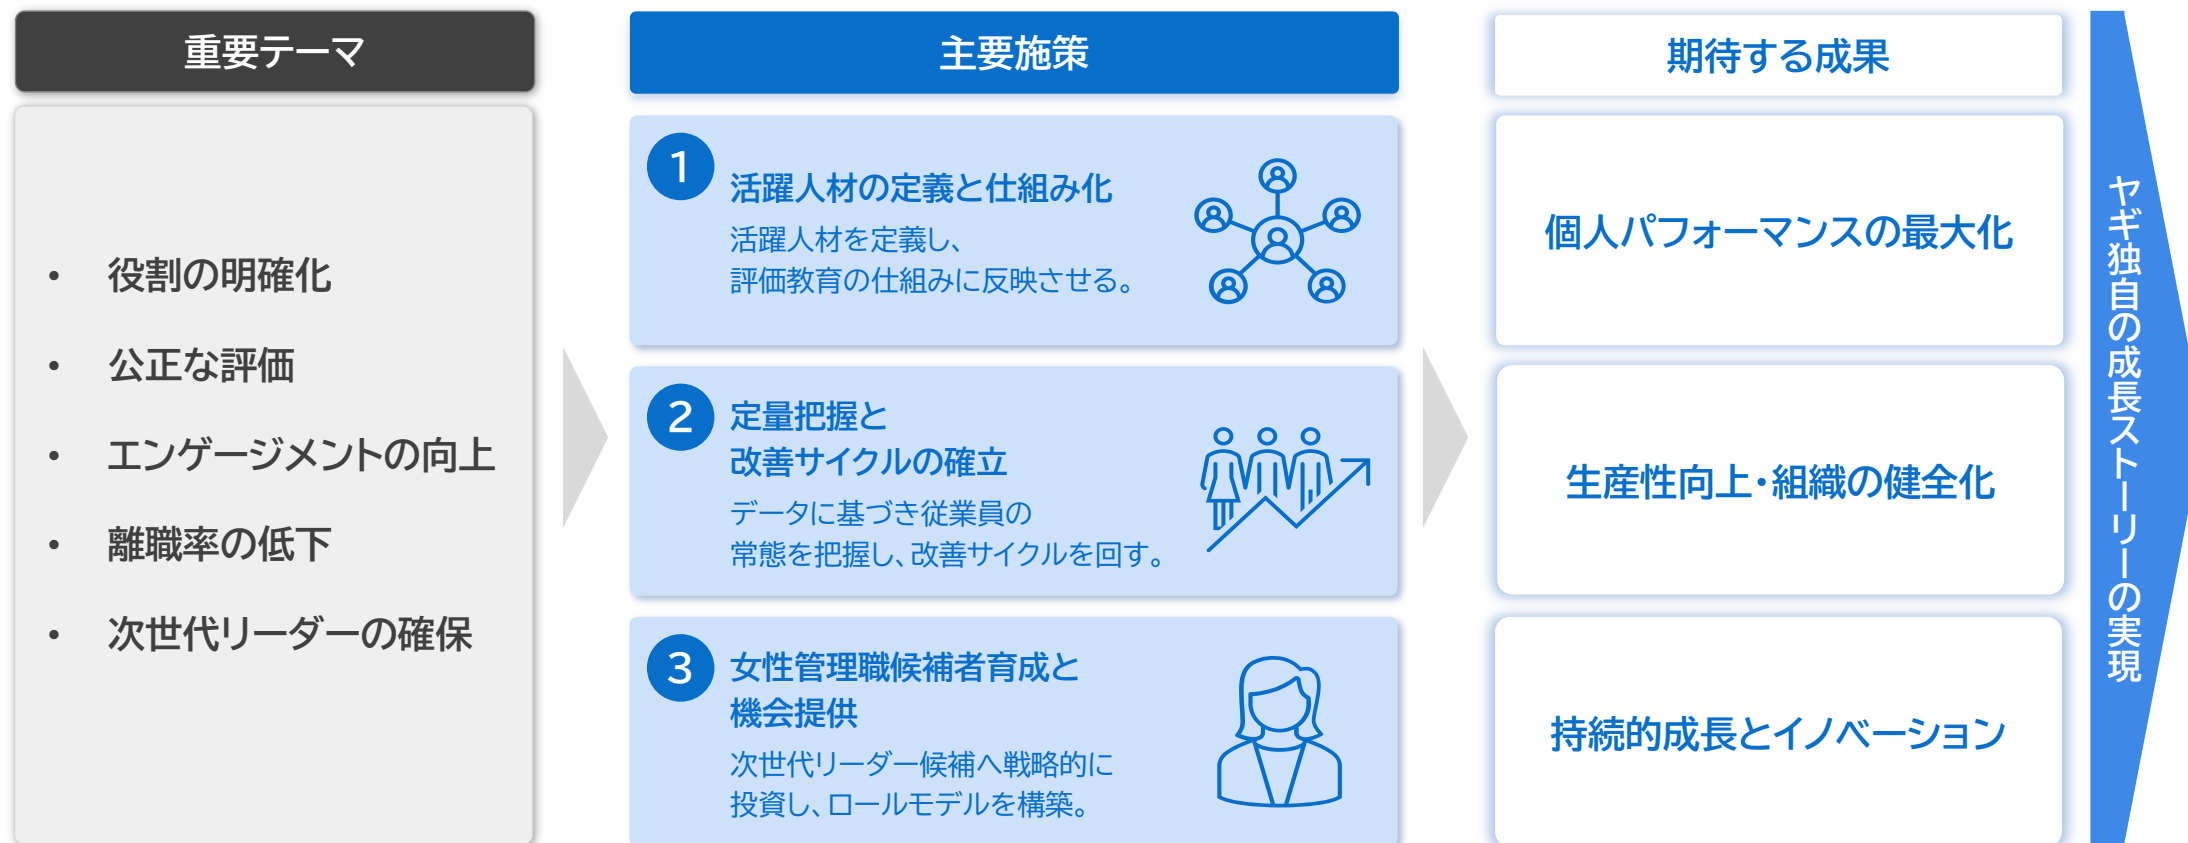 重要テーマ
・ 役割の明確化
・ 公正な評価
・ エンゲージメントの向上
・ 離職率の低下
・ 次世代リーダーの確保
主要施策
1
活躍人材の定義と仕組み化
活躍人材を定義し、
評価教育の仕組みに反映させる。
2
定量把握と
改善サイクルの確立
データに基づき従業員の
常態を把握し、改善サイクルを回す。
3
女性管理職候補者育成と
機会提供
次世代リーダー候補へ戦略的に
投資し、ロールモデルを構築。
期待する成果
個人パフォーマンスの最大化
生産性向上・組織の健全化
持続的成長とイノベーション
ヤギ独自の成長ストーリーの実現